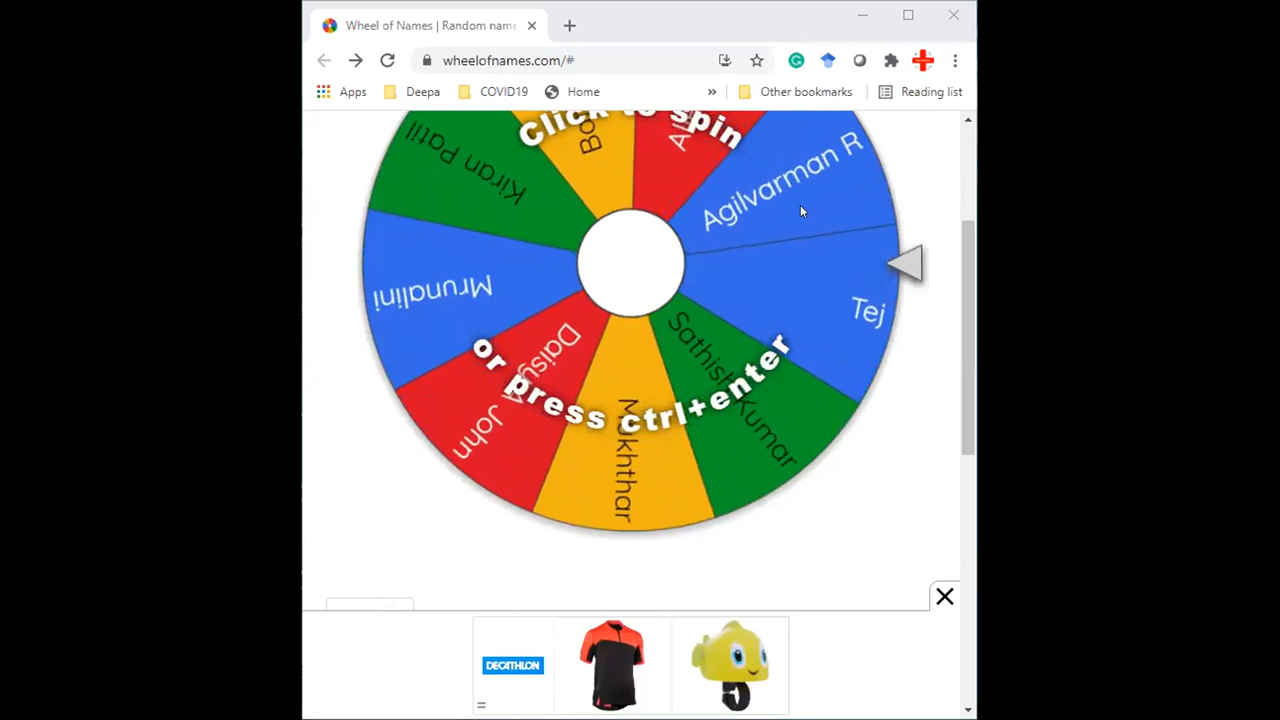 Wheel of Names | Random name
wheelofnames.com/#
Apps
Deepa
COVID19
Home
»
Other bookmarks
Reading list
Click to spin
Kiran Patil
Agilvarman R
Mrunalini
Tej
Daisy A John
Sathish Kumar
Mukhthar
or press ctrl+enter
DECATHLON